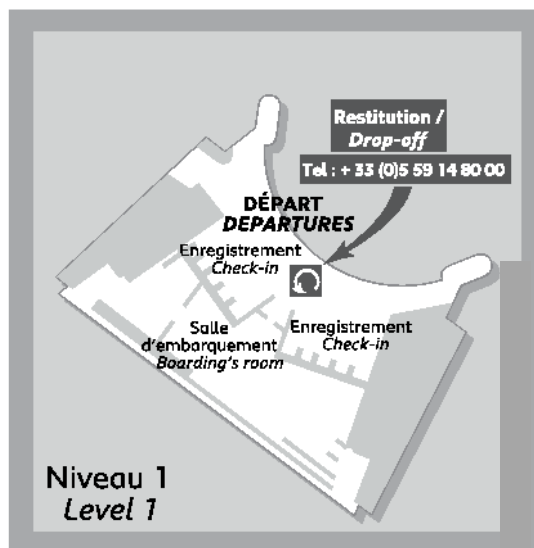 Restitution /
Drop-off
Tel : + 33 (0)5 59 14 80 00
DÉPART
DEPARTURES
Enregistrement
Check-in
Salle
d'embarquement
Boarding's room
Enregistrement
Check-in
Niveau 1
Level 1